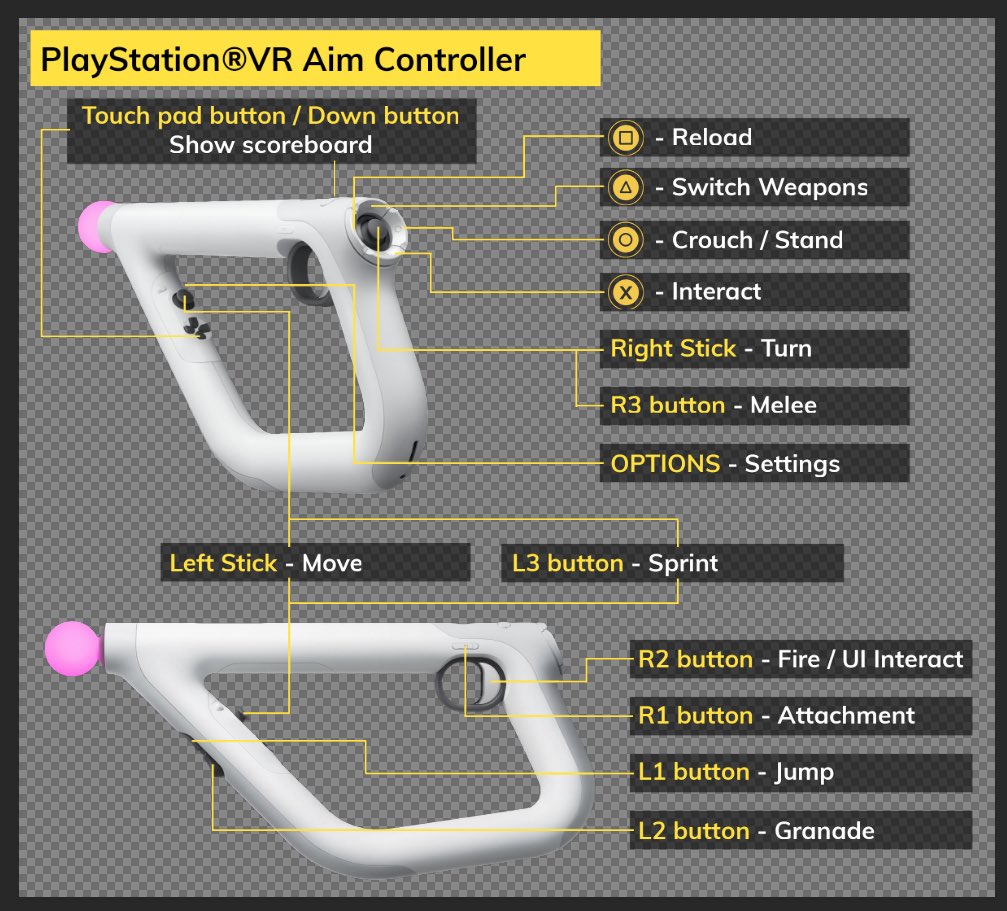 PlayStation®VR Aim Controller
Touch pad button / Down button
Show scoreboard
- Reload
- Switch Weapons
- Crouch / Stand
X - Interact
Right Stick - Turn
R3 button - Melee
OPTIONS - Settings
Left Stick - Move
L3 button - Sprint
R2 button - Fire / UI Interact
R1 button - Attachment
L1 button - Jump
L2 button - Granade